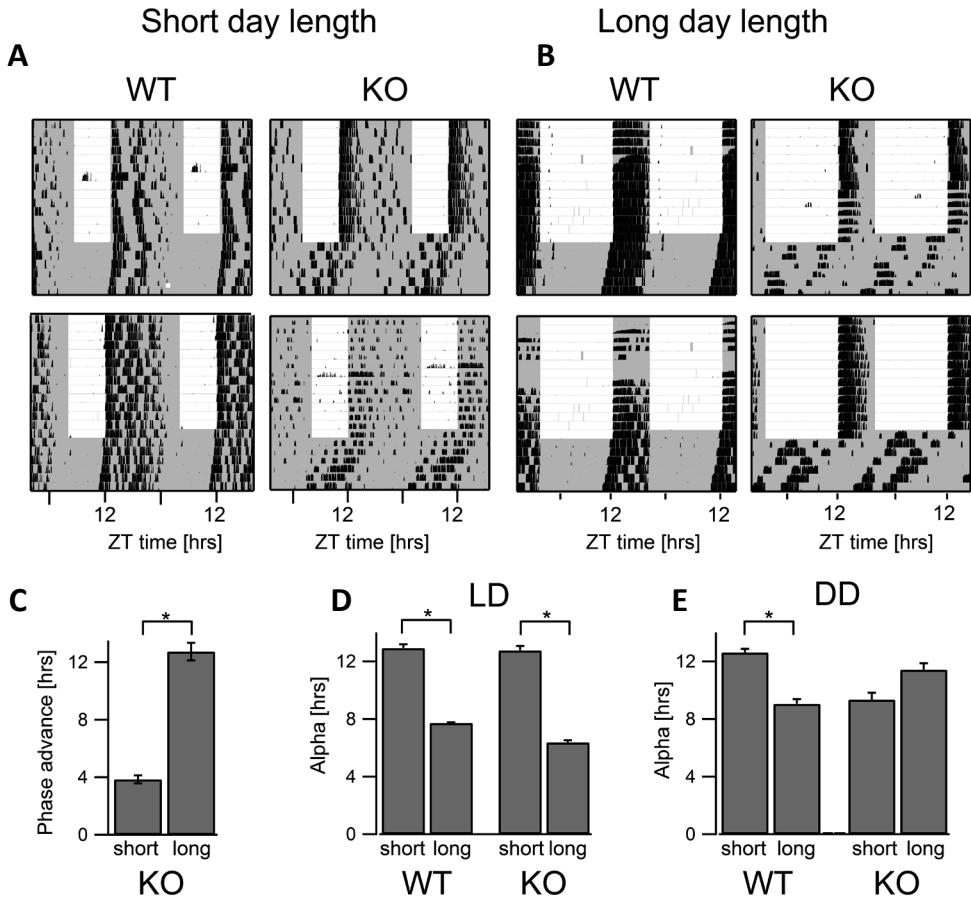 Short day length
Long day length
A
B
WT
KO
WT
KO
12
12
12
12
12
12
12
12
ZT time [hrs]
ZT time [hrs]
ZT time [hrs]
ZT time [hrs]
C
D
LD
E
DD
*
*
*
*
Phase advance [hrs]
12
8
4
0
short
long
KO
Alpha [hrs]
12
8
4
0
short
long
short
long
WT
KO
Alpha [hrs]
12
8
4
0
short
long
short
long
WT
KO